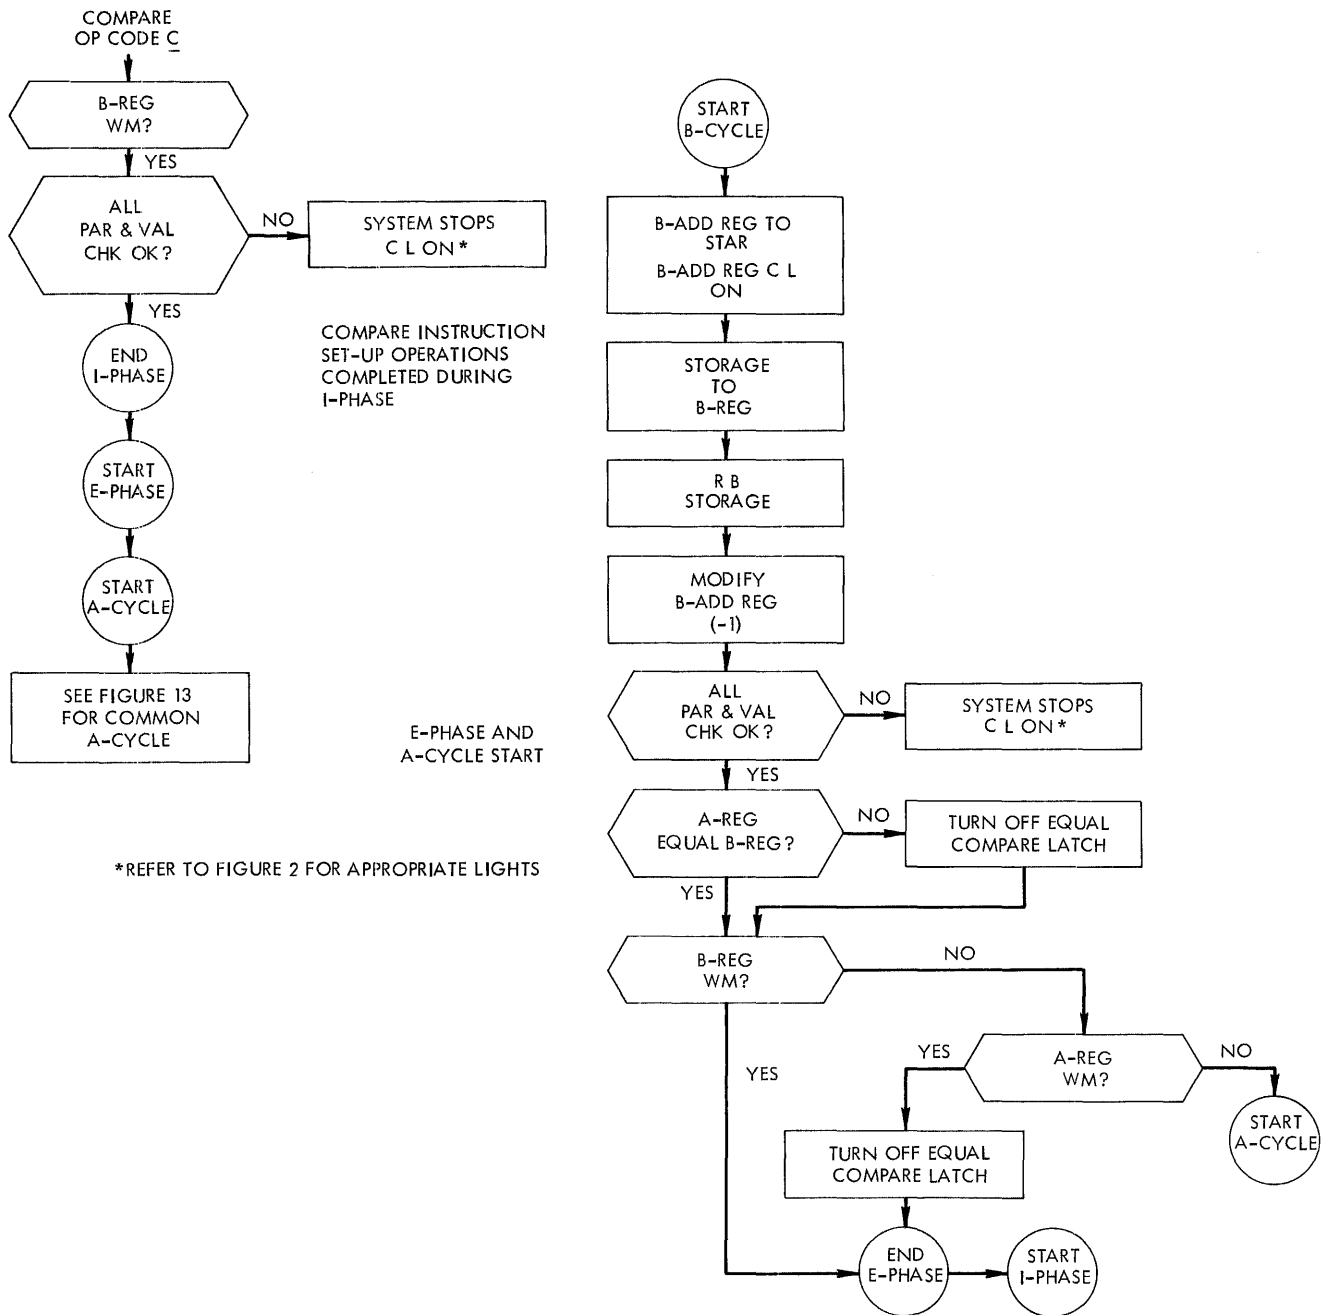 COMPARE
OP CODE C
B-REG
WM?
YES
ALL
PAR & VAL
CHK OK?
NO
SYSTEM STOPS
C L ON*
YES
END
I-PHASE
COMPARE INSTRUCTION
SET-UP OPERATIONS
COMPLETED DURING
I-PHASE
START
E-PHASE
START
A-CYCLE
SEE FIGURE 13
FOR COMMON
A-CYCLE
E-PHASE AND
A-CYCLE START
*REFER TO FIGURE 2 FOR APPROPRIATE LIGHTS
START
B-CYCLE
B-ADD REG TO
STAR
B-ADD REG C L
ON
STORAGE
TO
B-REG
R B
STORAGE
MODIFY
B-ADD REG
(-1)
ALL
PAR & VAL
CHK OK?
NO
SYSTEM STOPS
C L ON*
YES
A-REG
EQUAL B-REG?
NO
TURN OFF EQUAL
COMPARE LATCH
YES
B-REG
WM?
NO
YES
A-REG
WM?
YES
NO
START
A-CYCLE
TURN OFF EQUAL
COMPARE LATCH
END
E-PHASE
START
I-PHASE